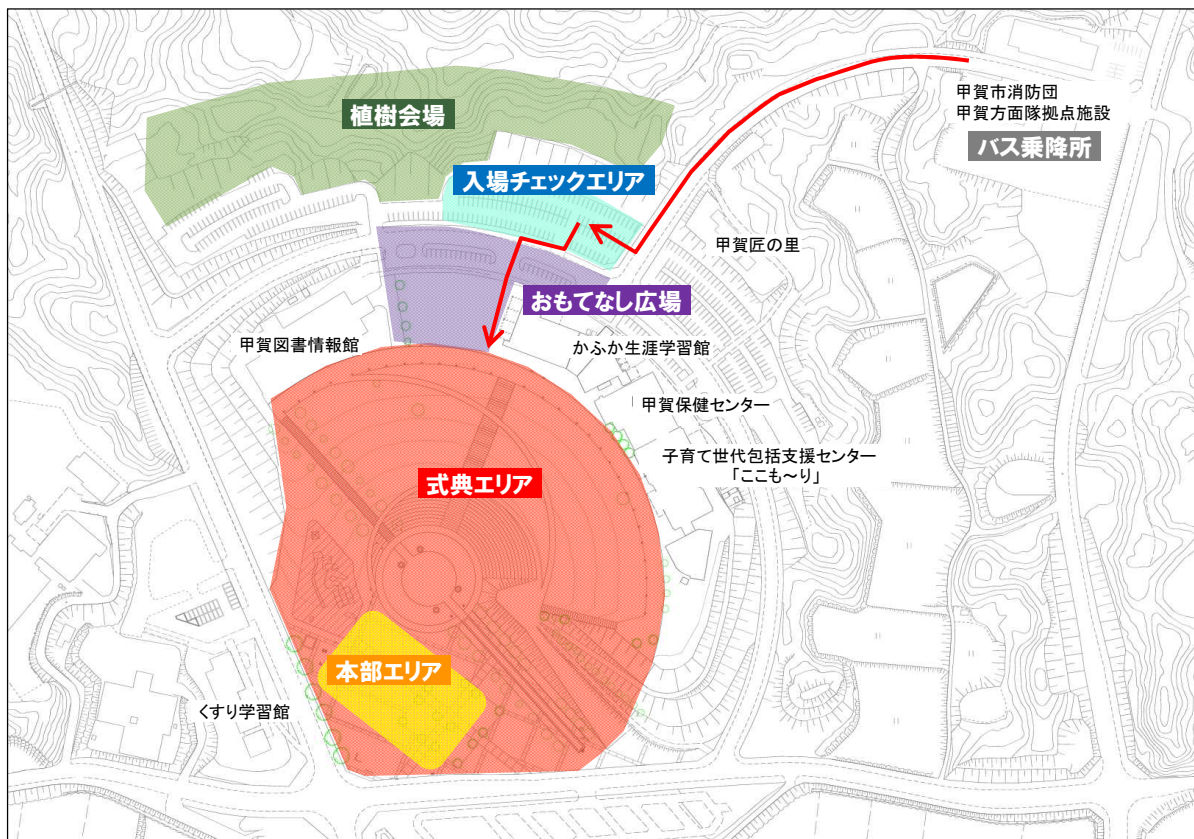 甲賀市消防団
甲賀方面隊拠点施設
バス乗降所
植樹会場
入場チェックエリア
甲賀匠の里
おもてなし広場
甲賀図書情報館
かふか生涯学習館
甲賀保健センター
子育て世代包括支援センター
「ここも～り」
式典エリア
本部エリア
くすり学習館